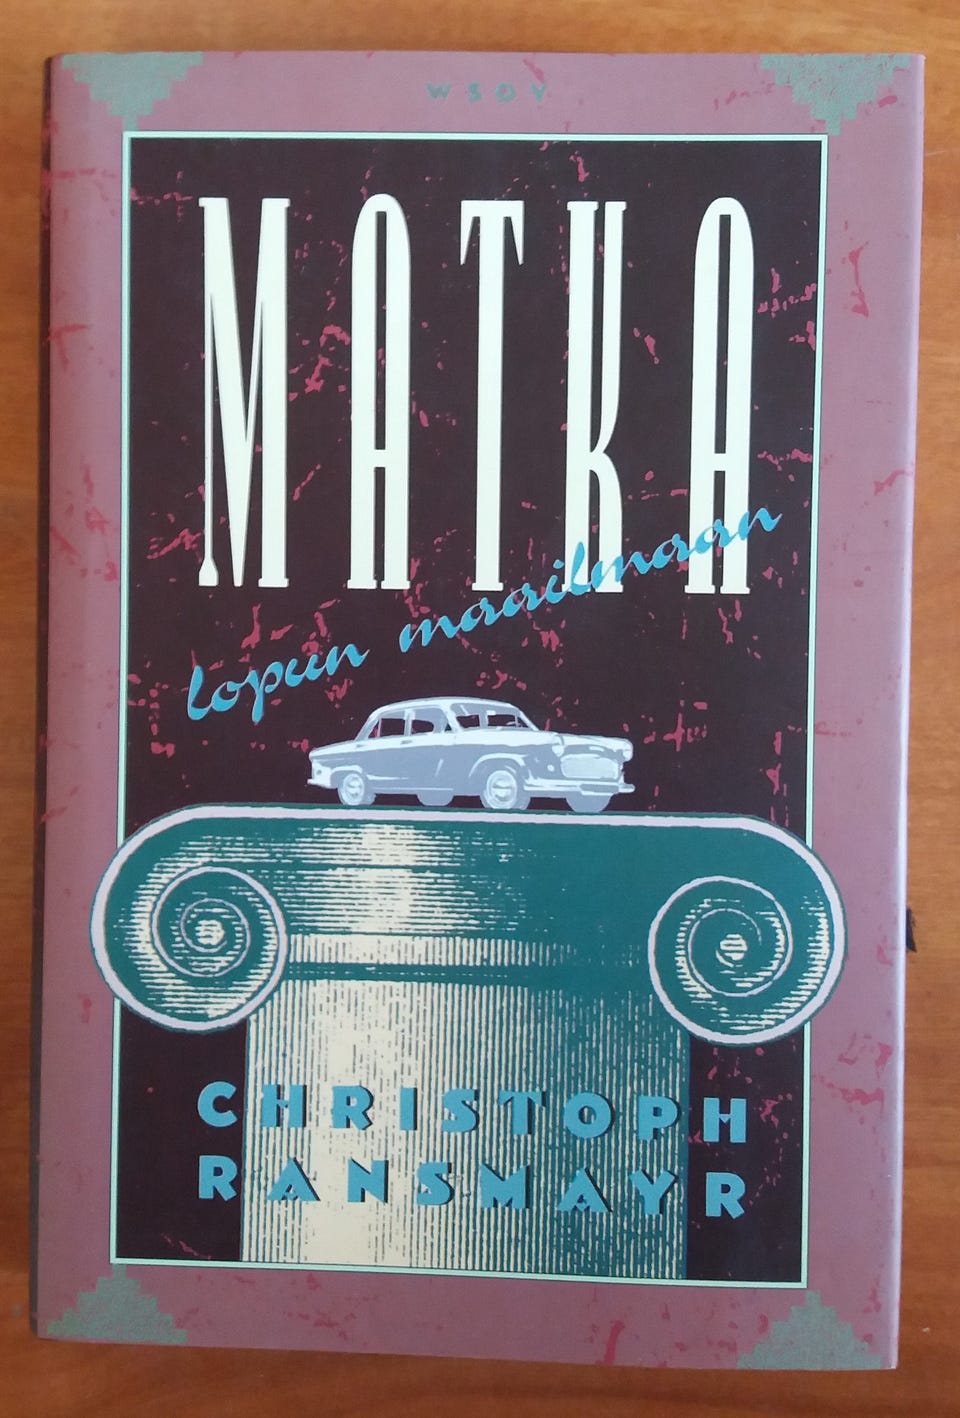 WSOY
MATKA
lopun maailmaan
CHRISTOPH
RANSMAYR